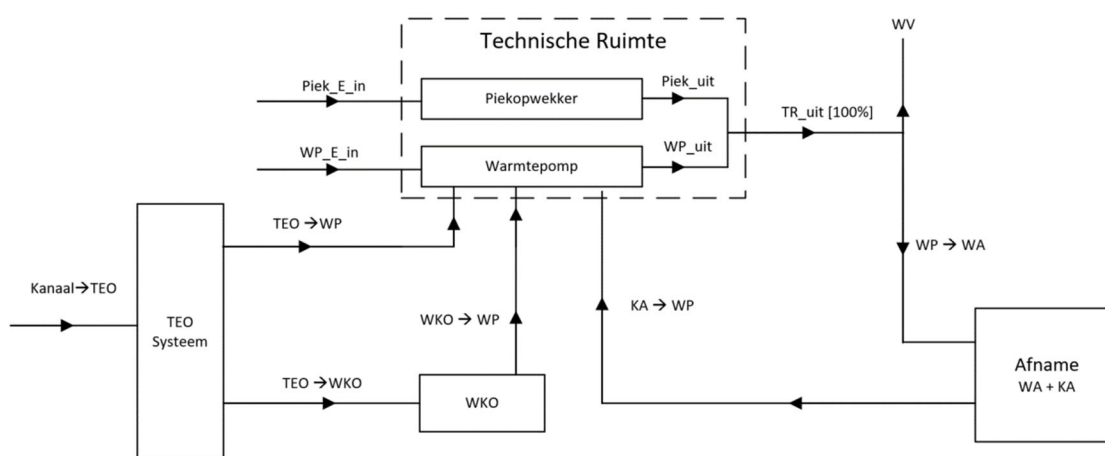 WV
Technische Ruimte
Piek_E_in
Piekopwekker
Piek_uit
TR_uit [100%]
WP_E_in
Warmtepomp
WP_uit
TEO → WP
WP → WA
Kanaal→TEO
TEO
Systeem
WKO → WP
KA → WP
TEO →WKO
WKO
Afname
WA + KA